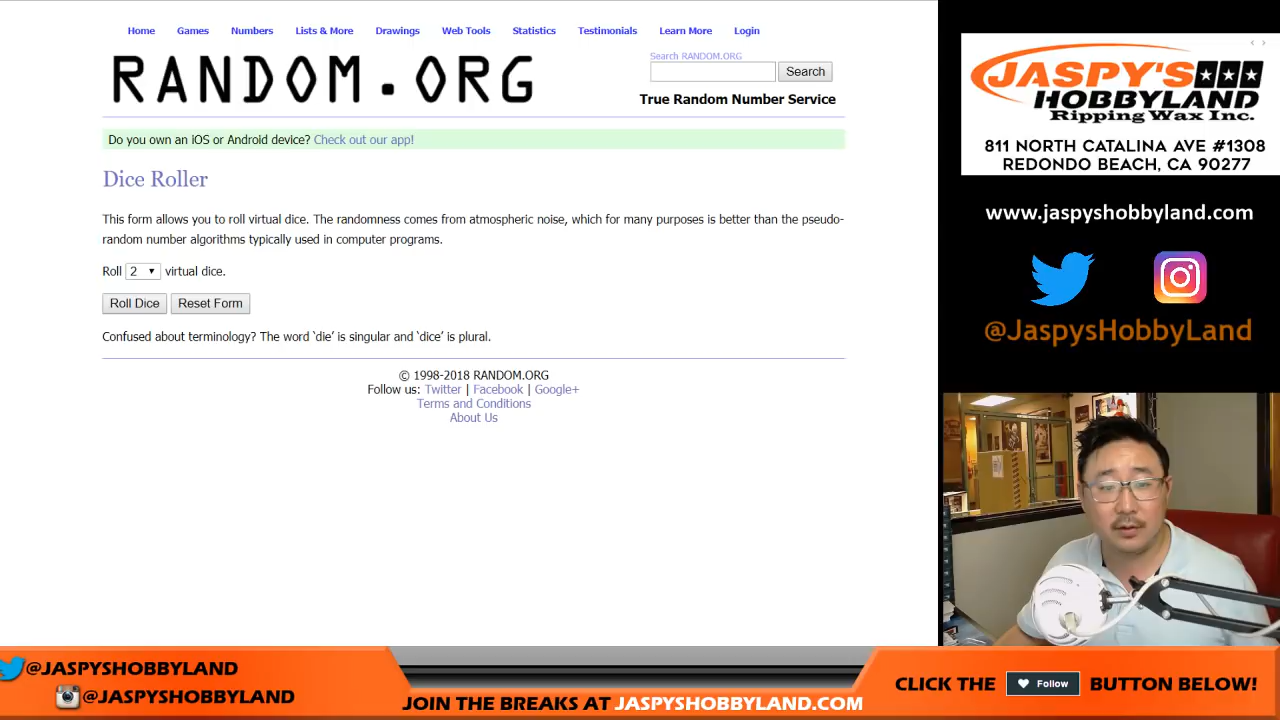 Home Games Numbers Lists & More Drawings Web Tools Statistics Testimonials Learn More Login
RANDOM.ORG
Search RANDOM.ORG
Search
True Random Number Service
Do you own an iOS or Android device? Check out our app!
Dice Roller
This form allows you to roll virtual dice. The randomness comes from atmospheric noise, which for many purposes is better than the pseudo-
random number algorithms typically used in computer programs.
Roll 2 virtual dice.
Roll Dice Reset Form
Confused about terminology? The word ‘die’ is singular and ‘dice’ is plural.
© 1998-2018 RANDOM.ORG
Follow us: Twitter | Facebook | Google+
Terms and Conditions
About Us
JASPY'S
HOBBYLAND
Ripping Wax Inc.
811 NORTH CATALINA AVE #1308
REDONDO BEACH, CA 90277
www.jaspyshobbyland.com
@JaspysHobbyLand
@JASPYSHOBBYLAND
@JASPYSHOBBYLAND
JOIN THE BREAKS AT JASPYSHOBBYLAND.COM
CLICK THE Follow BUTTON BELOW!